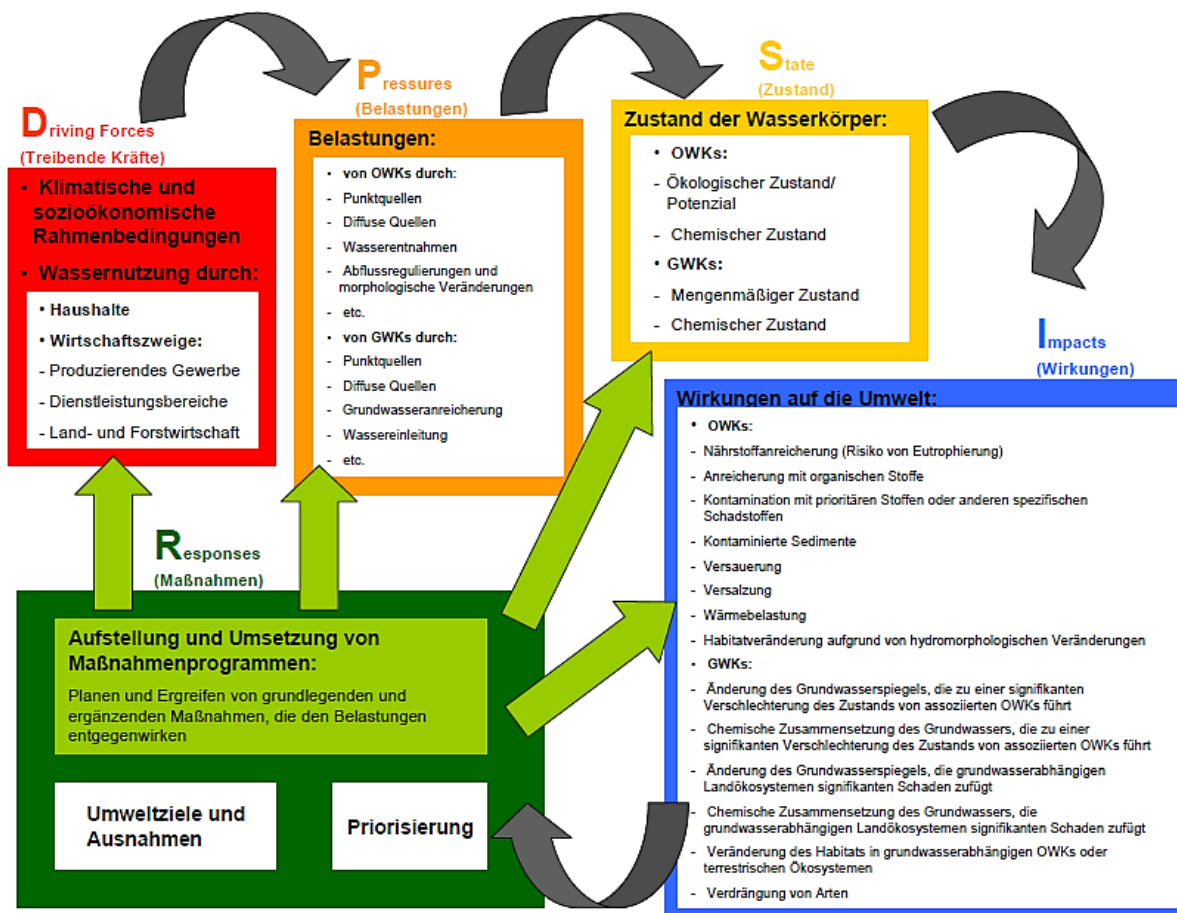 Driving Forces
(Treibende Kräfte)
• Klimatische und
sozioökonomische
Rahmenbedingungen
• Wassernutzung durch:
• Haushalte
• Wirtschaftszweige:
- Produzierendes Gewerbe
- Dienstleistungsbereiche
- Land- und Forstwirtschaft
Pressures
(Belastungen)
Belastungen:
• von OWKs durch:
- Punktquellen
- Diffuse Quellen
- Wasserentnahmen
- Abflussregulierungen und
morphologische Veränderungen
- etc.
• von GWKs durch:
- Punktquellen
- Diffuse Quellen
- Grundwasseranreicherung
- Wassereinleitung
- etc.
State
(Zustand)
Zustand der Wasserkörper:
• OWKs:
- Ökologischer Zustand/
Potenzial
- Chemischer Zustand
• GWKs:
- Mengenmäßiger Zustand
- Chemischer Zustand
Impacts
(Wirkungen)
Wirkungen auf die Umwelt:
• OWKs:
- Nährstoffanreicherung (Risiko von Eutrophierung)
- Anreicherung mit organischen Stoffe
- Kontamination mit prioritären Stoffen oder anderen spezifischen
Schadstoffen
- Kontaminierte Sedimente
- Versauerung
- Versalzung
- Wärmebelastung
- Habitatveränderung aufgrund von hydromorphologischen Veränderungen
• GWKs:
- Änderung des Grundwasserspiegels, die zu einer signifikanten
Verschlechterung des Zustands von assoziierten OWKs führt
- Chemische Zusammensetzung des Grundwassers, die zu einer
signifikanten Verschlechterung des Zustands von assoziierten OWKs führt
- Änderung des Grundwasserspiegels, die grundwasserabhängigen
Landökosystemen signifikanten Schaden zufügt
- Chemische Zusammensetzung des Grundwassers, die
grundwasserabhängigen Landökosystemen signifikanten Schaden zufügt
- Veränderung des Habitats in grundwasserabhängigen OWKs oder
terrestrischen Ökosystemen
- Verdrängung von Arten
Responses
(Maßnahmen)
Aufstellung und Umsetzung von
Maßnahmenprogrammen:
Planen und Ergreifen von grundlegenden und
ergänzenden Maßnahmen, die den Belastungen
entgegenwirken
Umweltziele und
Ausnahmen
Priorisierung